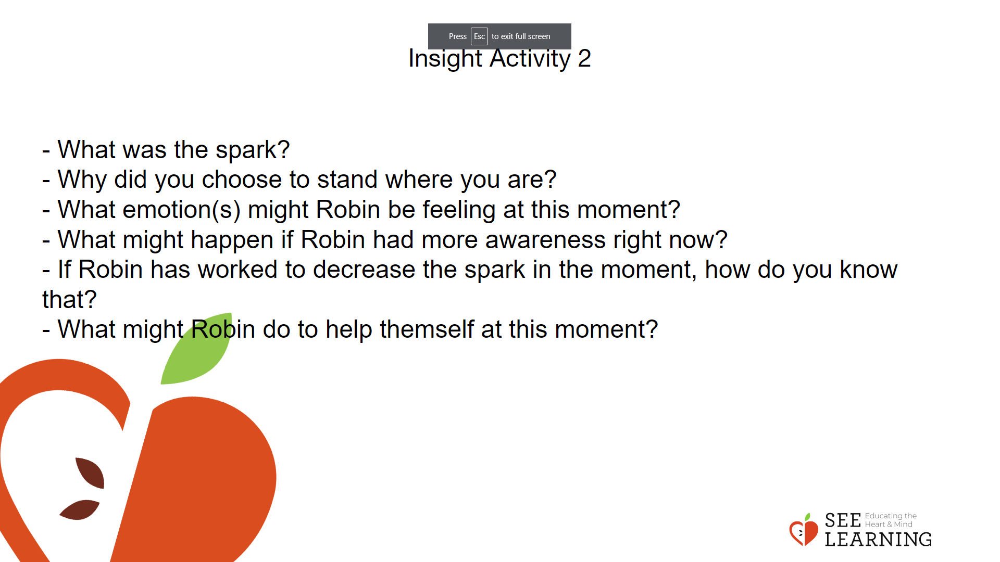 Press Esc to exit full screen
Insight Activity 2
- What was the spark?
- Why did you choose to stand where you are?
- What emotion(s) might Robin be feeling at this moment?
- What might happen if Robin had more awareness right now?
- If Robin has worked to decrease the spark in the moment, how do you know
that?
- What might Robin do to help themself at this moment?
SEE Educating the
Heart & Mind
LEARNING